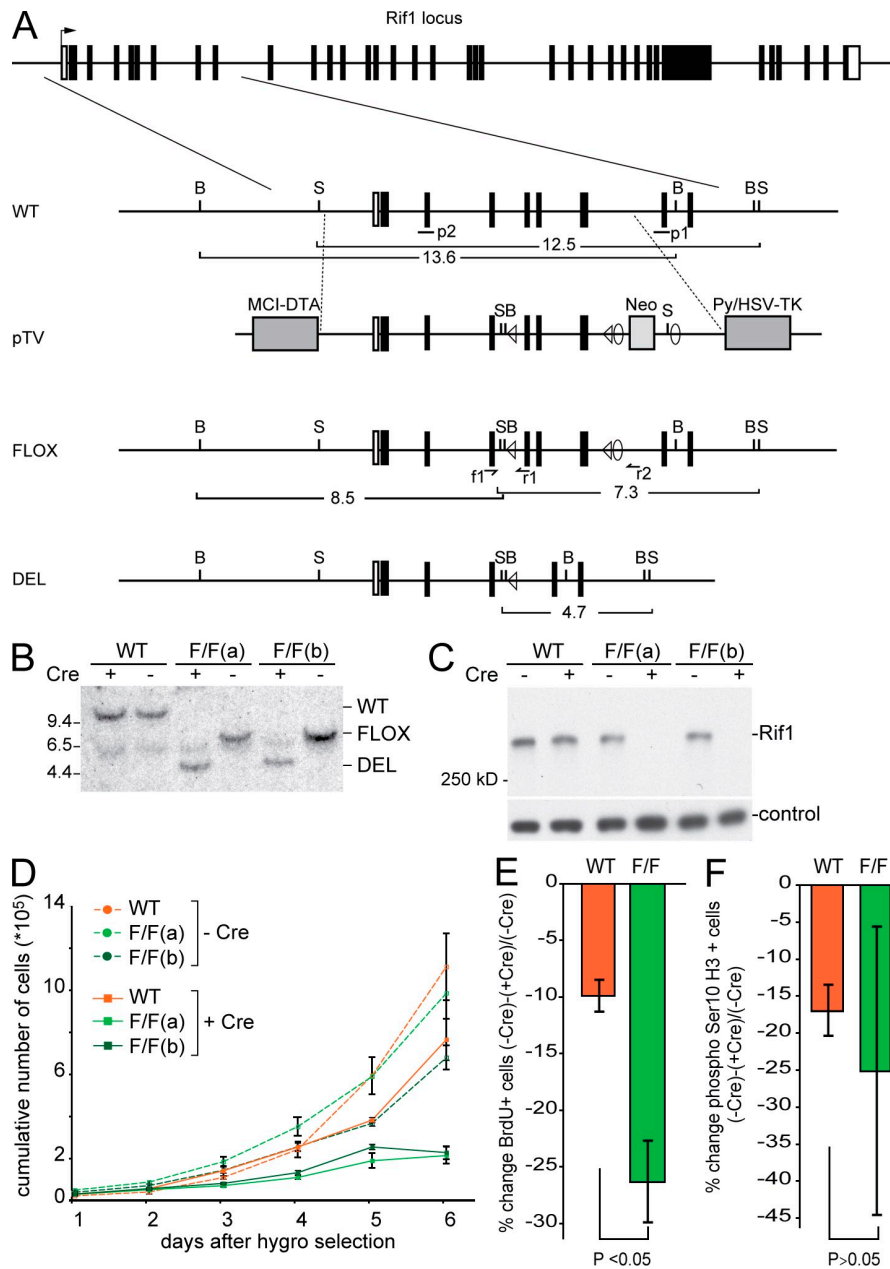 A
Rif1 locus
B S B B S
WT
p2 p1
12.5
13.6
MCI-DTA SB Neo S Py/HSV-TK
pTV
B S SB B BS
FLOX
f1 r1 r2
8.5 7.3
B S SB B BS
DEL
4.7
B
WT F/F(a) F/F(b)
Cre + - + - + -
9.4-
6.5-
4.4-
WT
FLOX
DEL
C
WT F/F(a) F/F(b)
Cre - + - + - +
-Rif1
250 kD -
-control
D
cumulative number of cells (*10⁵)
14
10
6
2
0
WT
F/F(a)
F/F(b)
- Cre
WT
F/F(a)
F/F(b)
+ Cre
1 2 3 4 5 6
days after hygro selection
E
WT F/F
% change BrdU+ cells (-Cre)-(+Cre)/(-Cre)
0
-5
-10
-15
-20
-25
-30
P <0.05
F
WT F/F
% change phospho Ser10 H3 + cells
(-Cre)-(+Cre)/(-Cre)
0
-5
-10
-15
-20
-25
-30
-35
-40
-45
P>0.05